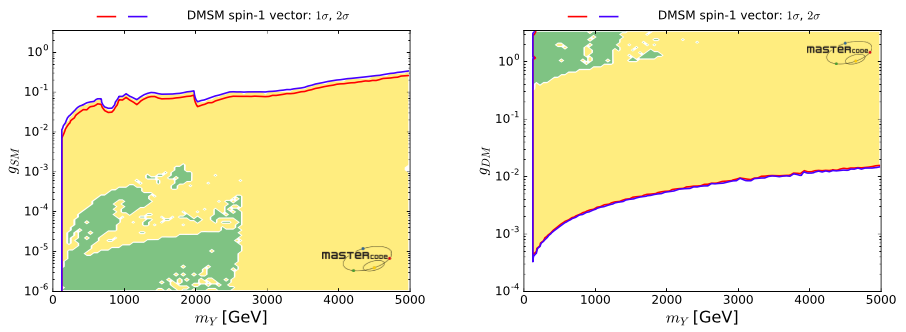 DMSM spin-1 vector: 1σ, 2σ
10^0
10^-1
10^-2
10^-3
10^-4
10^-5
10^-6
g_SM
0 1000 2000 3000 4000 5000
m_Y [GeV]
MASTERCODE
DMSM spin-1 vector: 1σ, 2σ
10^0
10^-1
10^-2
10^-3
10^-4
g_DM
0 1000 2000 3000 4000 5000
m_Y [GeV]
MASTERCODE